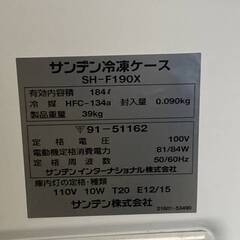 サンデン冷凍ケース
SH-F190X
有効内容積 184ℓ
冷媒 HFC-134a 封入量 0.090kg
製品重量 39kg
91-51162
定格電圧 100V
電動機定格消費電力 81/84W
定格周波数 50/60Hz
サンデン インターナショナル株式会社
庫内灯の定格・種類
110V 10W T20 E12/15
サンデン株式会社